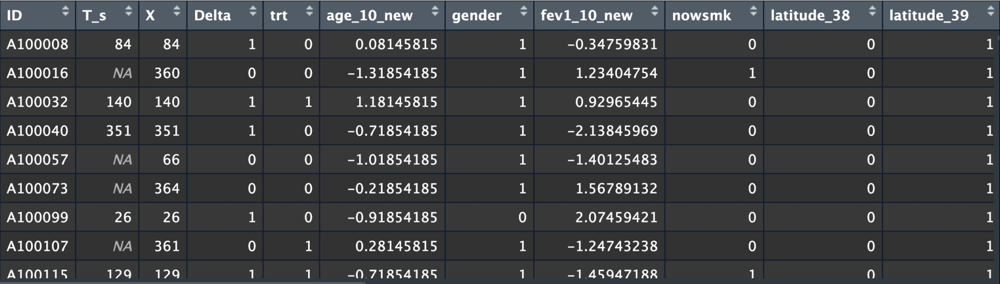 ID T_s X Delta trt age_10_new gender fev1_10_new nowsmk latitude_38 latitude_39
A100008 84 84 1 0 0.08145815 1 −0.34759831 0 0 1
A100016 NA 360 0 0 −1.31854185 1 1.23404754 1 0 1
A100032 140 140 1 1 1.18145815 1 0.92965445 0 0 1
A100040 351 351 1 0 −0.71854185 1 −2.13845969 0 0 1
A100057 NA 66 0 0 −1.01854185 1 −1.40125483 0 0 1
A100073 NA 364 0 0 −0.21854185 1 1.56789132 0 0 1
A100099 26 26 1 0 −0.91854185 0 2.07459421 0 0 1
A100107 NA 361 0 1 0.28145815 1 −1.24743238 0 0 1
A100115 129 129 1 1 −0.71854185 1 −1.45947188 1 0 1